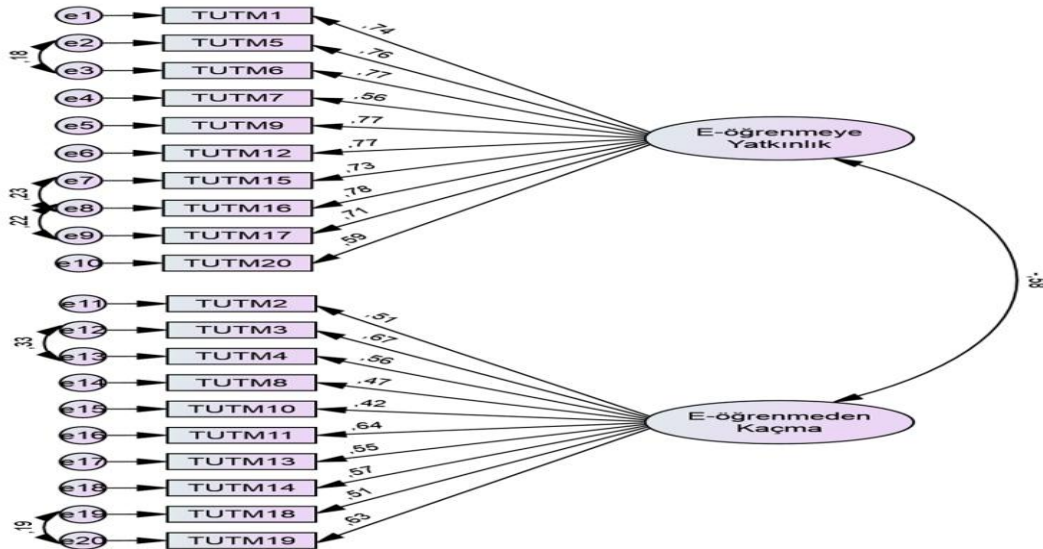 e1 TUTM1 ,74
e2 TUTM5 ,76
,18
e3 TUTM6 ,77
e4 TUTM7 ,56
e5 TUTM9 ,77
E-öğrenmeye
Yatkınlık
e6 TUTM12 ,77
e7 TUTM15 ,73
,23
e8 TUTM16 ,78
,22
e9 TUTM17 ,71
e10 TUTM20 ,59
-,58
e11 TUTM2 ,51
e12 TUTM3 ,67
,33
e13 TUTM4 ,56
e14 TUTM8 ,47
e15 TUTM10 ,42
E-öğrenmeden
Kaçma
e16 TUTM11 ,64
e17 TUTM13 ,55
e18 TUTM14 ,57
e19 TUTM18 ,51
,19
e20 TUTM19 ,63